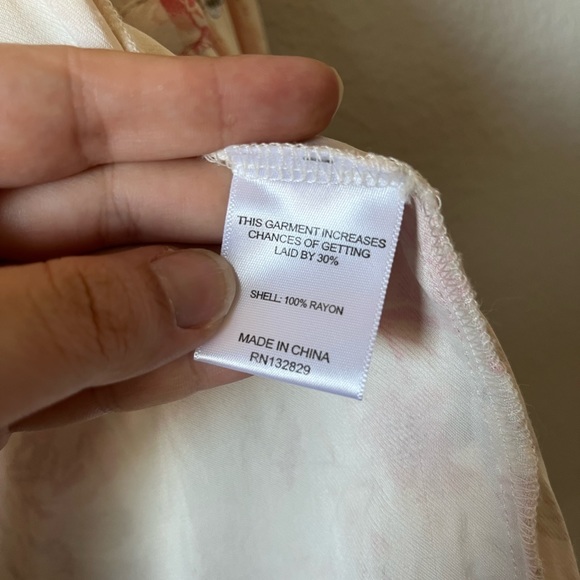 THIS GARMENT INCREASES
CHANCES OF GETTING
LAID BY 30%
SHELL: 100% RAYON
MADE IN CHINA
RN132829